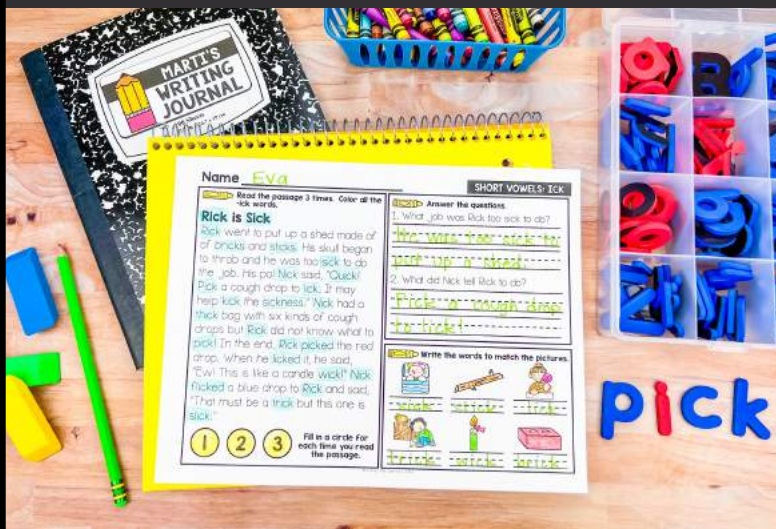 MARTI'S
WRITING
JOURNAL
Name Eva
SHORT VOWELS: ICK
Read the passage 3 times. Color all the
-ick words.
Rick is Sick
Rick went to put up a shed made of
of bricks and sticks. His skull began
to throb and he was too sick to do
the job. His pal Nick said, "Quick!
Pick a cough drop to lick. It may
help kick the sickness." Nick had a
thick bag with six kinds of cough
drops but Rick did not know what to
pick! In the end, Rick picked the red
drop. When he licked it, he said,
"Ew! This is like a candle wick!" Nick
flicked a blue drop to Rick and said,
"That must be a trick but this one is
slick."
1 2 3
Fill in a circle for
each time you read
the passage.
Answer the questions.
1. What job was Rick too sick to do?
He was too sick to
put up a shed.
2. What did Nick tell Rick to do?
Pick a cough drop
to lick!
Write the words to match the pictures.
sick stick lick
trick wick brick
B
pick